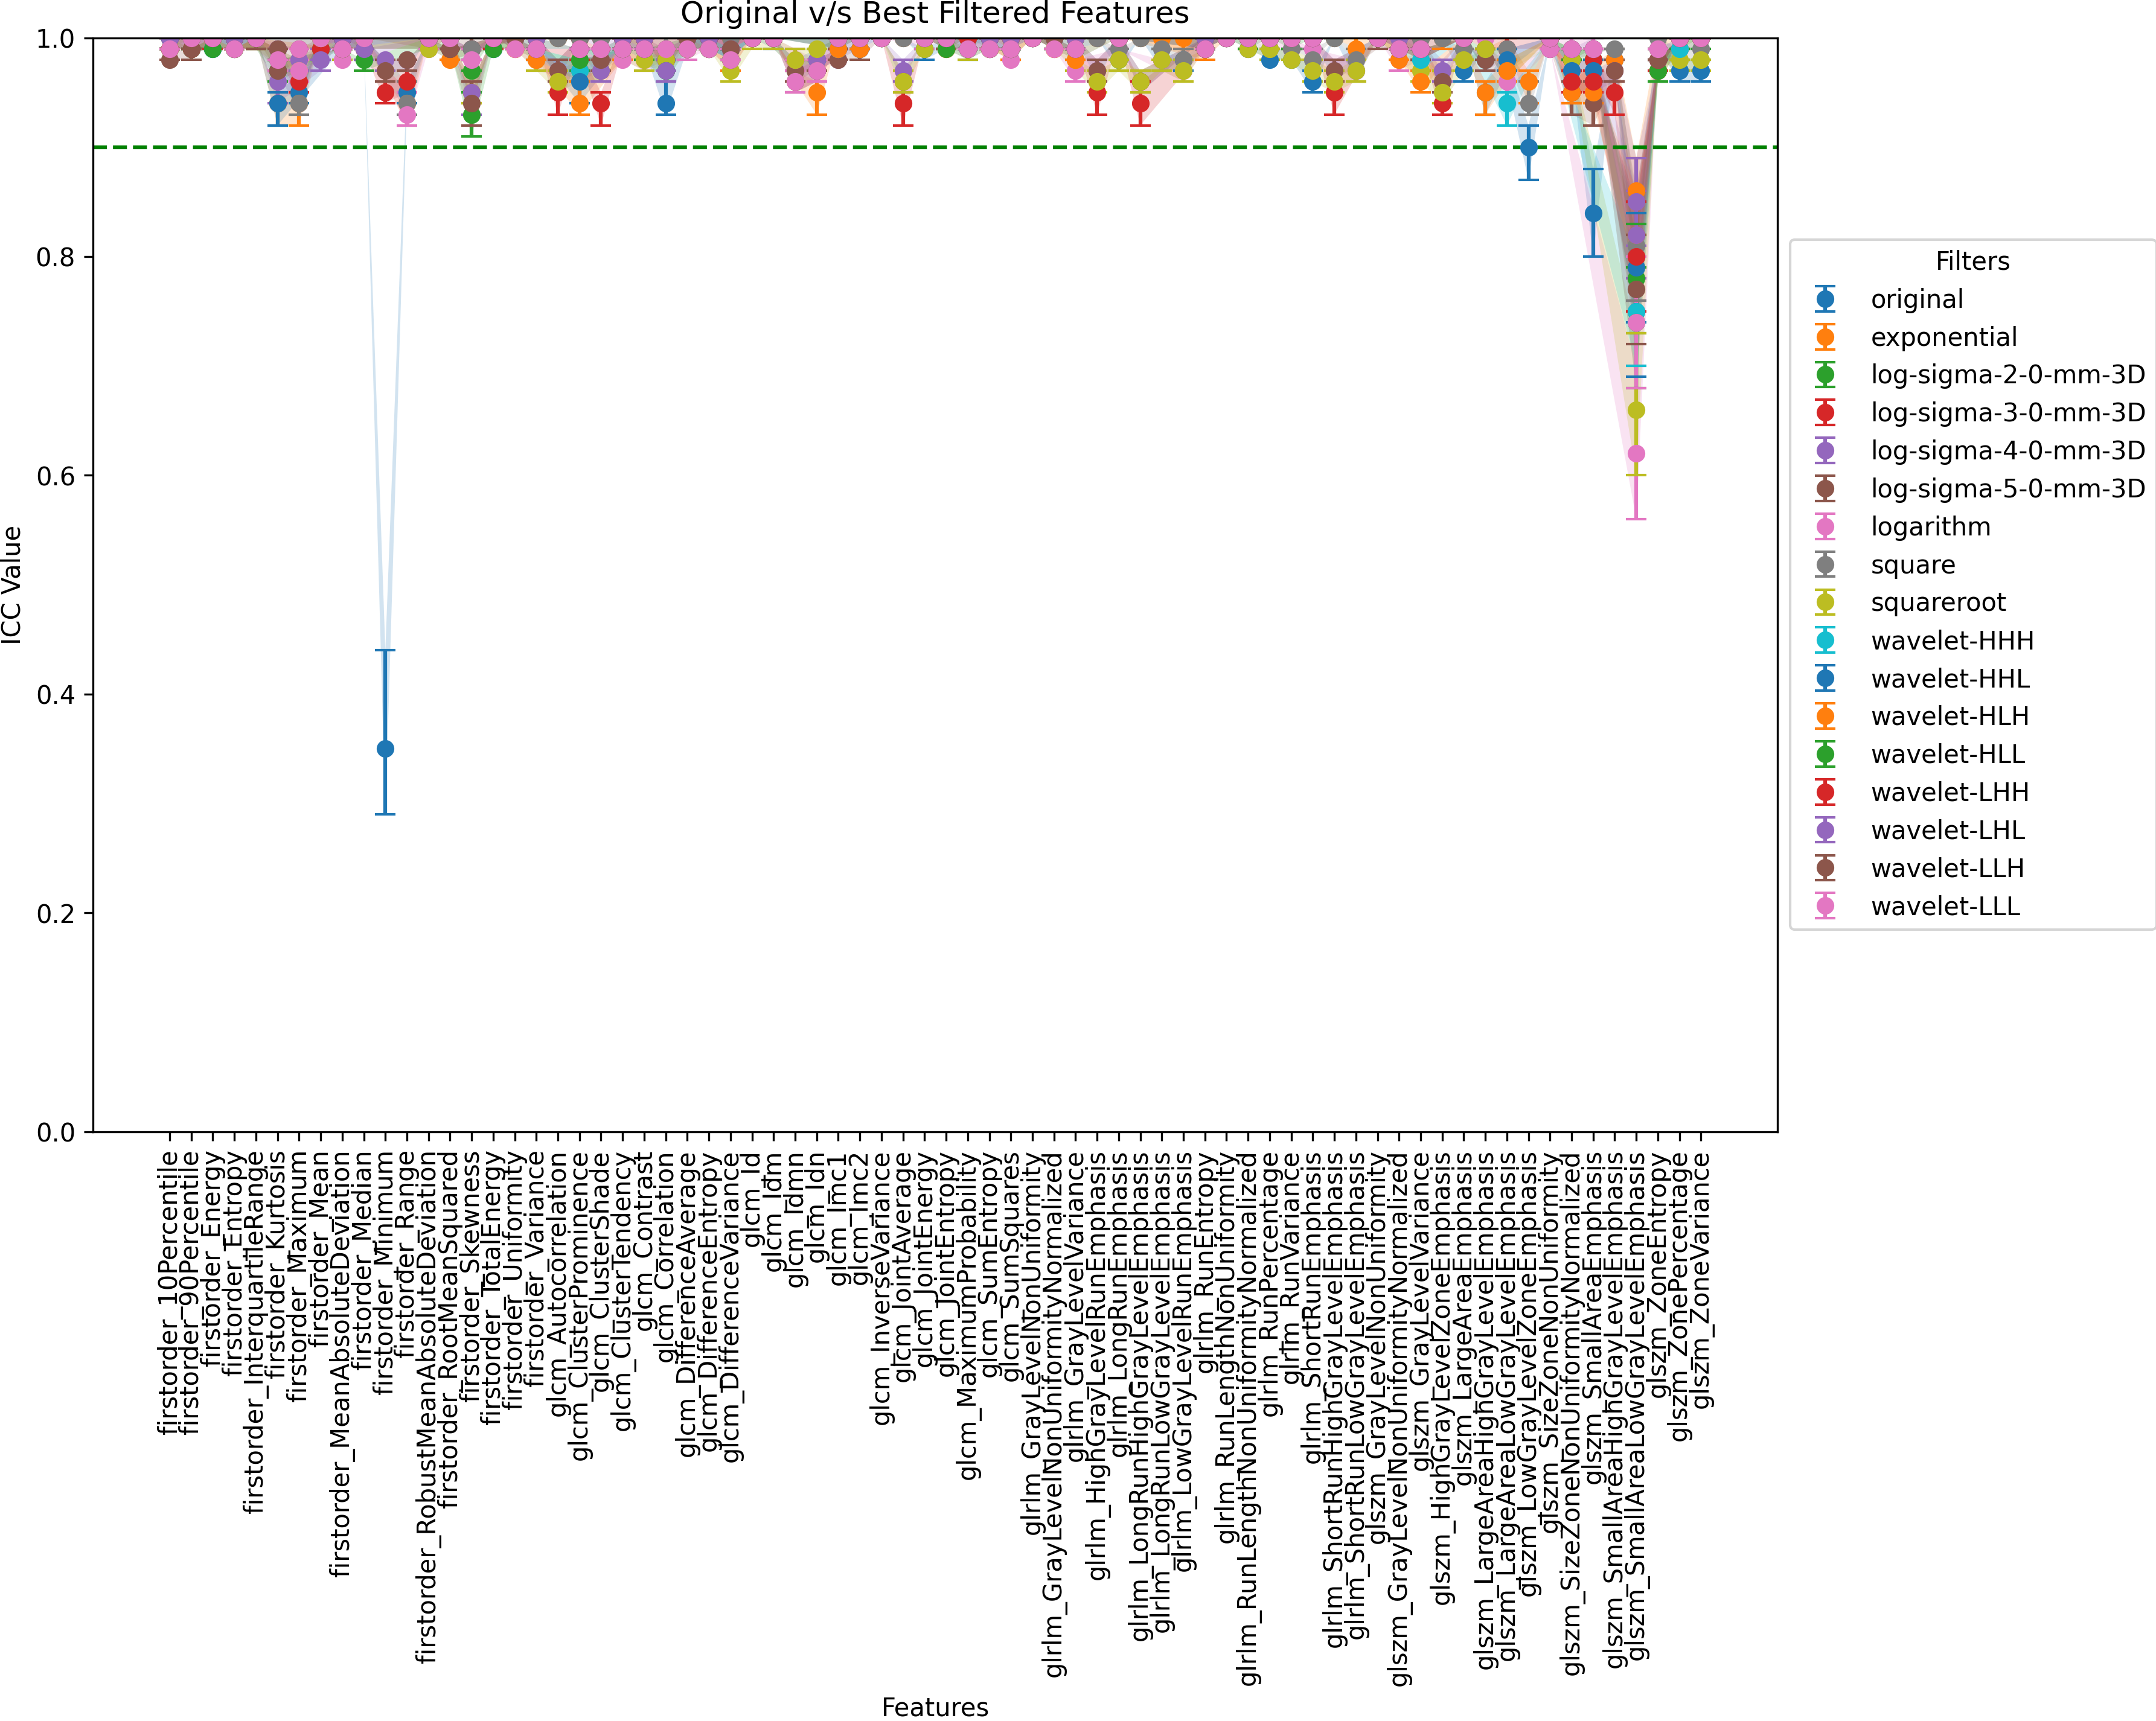 Original v/s Best Filtered Features
ICC Value
1.0
0.8
0.6
0.4
0.2
0.0
Filters
original
exponential
log-sigma-2-0-mm-3D
log-sigma-3-0-mm-3D
log-sigma-4-0-mm-3D
log-sigma-5-0-mm-3D
logarithm
square
squareroot
wavelet-HHH
wavelet-HHL
wavelet-HLH
wavelet-HLL
wavelet-LHH
wavelet-LHL
wavelet-LLH
wavelet-LLL
firstorder_10Percentile
firstorder_90Percentile
firstorder_Energy
firstorder_Entropy
firstorder_InterquartileRange
firstorder_Kurtosis
firstorder_Maximum
firstorder_Mean
firstorder_MeanAbsoluteDeviation
firstorder_Median
firstorder_Minimum
firstorder_Range
firstorder_RobustMeanAbsoluteDeviation
firstorder_RootMeanSquared
firstorder_Skewness
firstorder_TotalEnergy
firstorder_Uniformity
firstorder_Variance
glcm_Autocorrelation
glcm_ClusterProminence
glcm_ClusterShade
glcm_ClusterTendency
glcm_Contrast
glcm_Correlation
glcm_DifferenceAverage
glcm_DifferenceEntropy
glcm_DifferenceVariance
glcm_Id
glcm_Idm
glcm_Idmn
glcm_Idn
glcm_Imc1
glcm_Imc2
glcm_InverseVariance
glcm_JointAverage
glcm_JointEnergy
glcm_JointEntropy
glcm_MaximumProbability
glcm_SumEntropy
glcm_SumSquares
glrlm_GrayLevelNonUniformity
glrlm_GrayLevelNonUniformityNormalized
glrlm_GrayLevelVariance
glrlm_HighGrayLevelRunEmphasis
glrlm_LongRunEmphasis
glrlm_LongRunHighGrayLevelEmphasis
glrlm_LongRunLowGrayLevelEmphasis
glrlm_LowGrayLevelRunEmphasis
glrlm_RunEntropy
glrlm_RunLengthNonUniformity
glrlm_RunLengthNonUniformityNormalized
glrlm_RunPercentage
glrlm_RunVariance
glrlm_ShortRunEmphasis
glrlm_ShortRunHighGrayLevelEmphasis
glrlm_ShortRunLowGrayLevelEmphasis
glszm_GrayLevelNonUniformity
glszm_GrayLevelNonUniformityNormalized
glszm_GrayLevelVariance
glszm_HighGrayLevelZoneEmphasis
glszm_LargeAreaEmphasis
glszm_LargeAreaHighGrayLevelEmphasis
glszm_LargeAreaLowGrayLevelEmphasis
glszm_LowGrayLevelZoneEmphasis
glszm_SizeZoneNonUniformity
glszm_SizeZoneNonUniformityNormalized
glszm_SmallAreaEmphasis
glszm_SmallAreaHighGrayLevelEmphasis
glszm_SmallAreaLowGrayLevelEmphasis
glszm_ZoneEntropy
glszm_ZonePercentage
glszm_ZoneVariance
Features